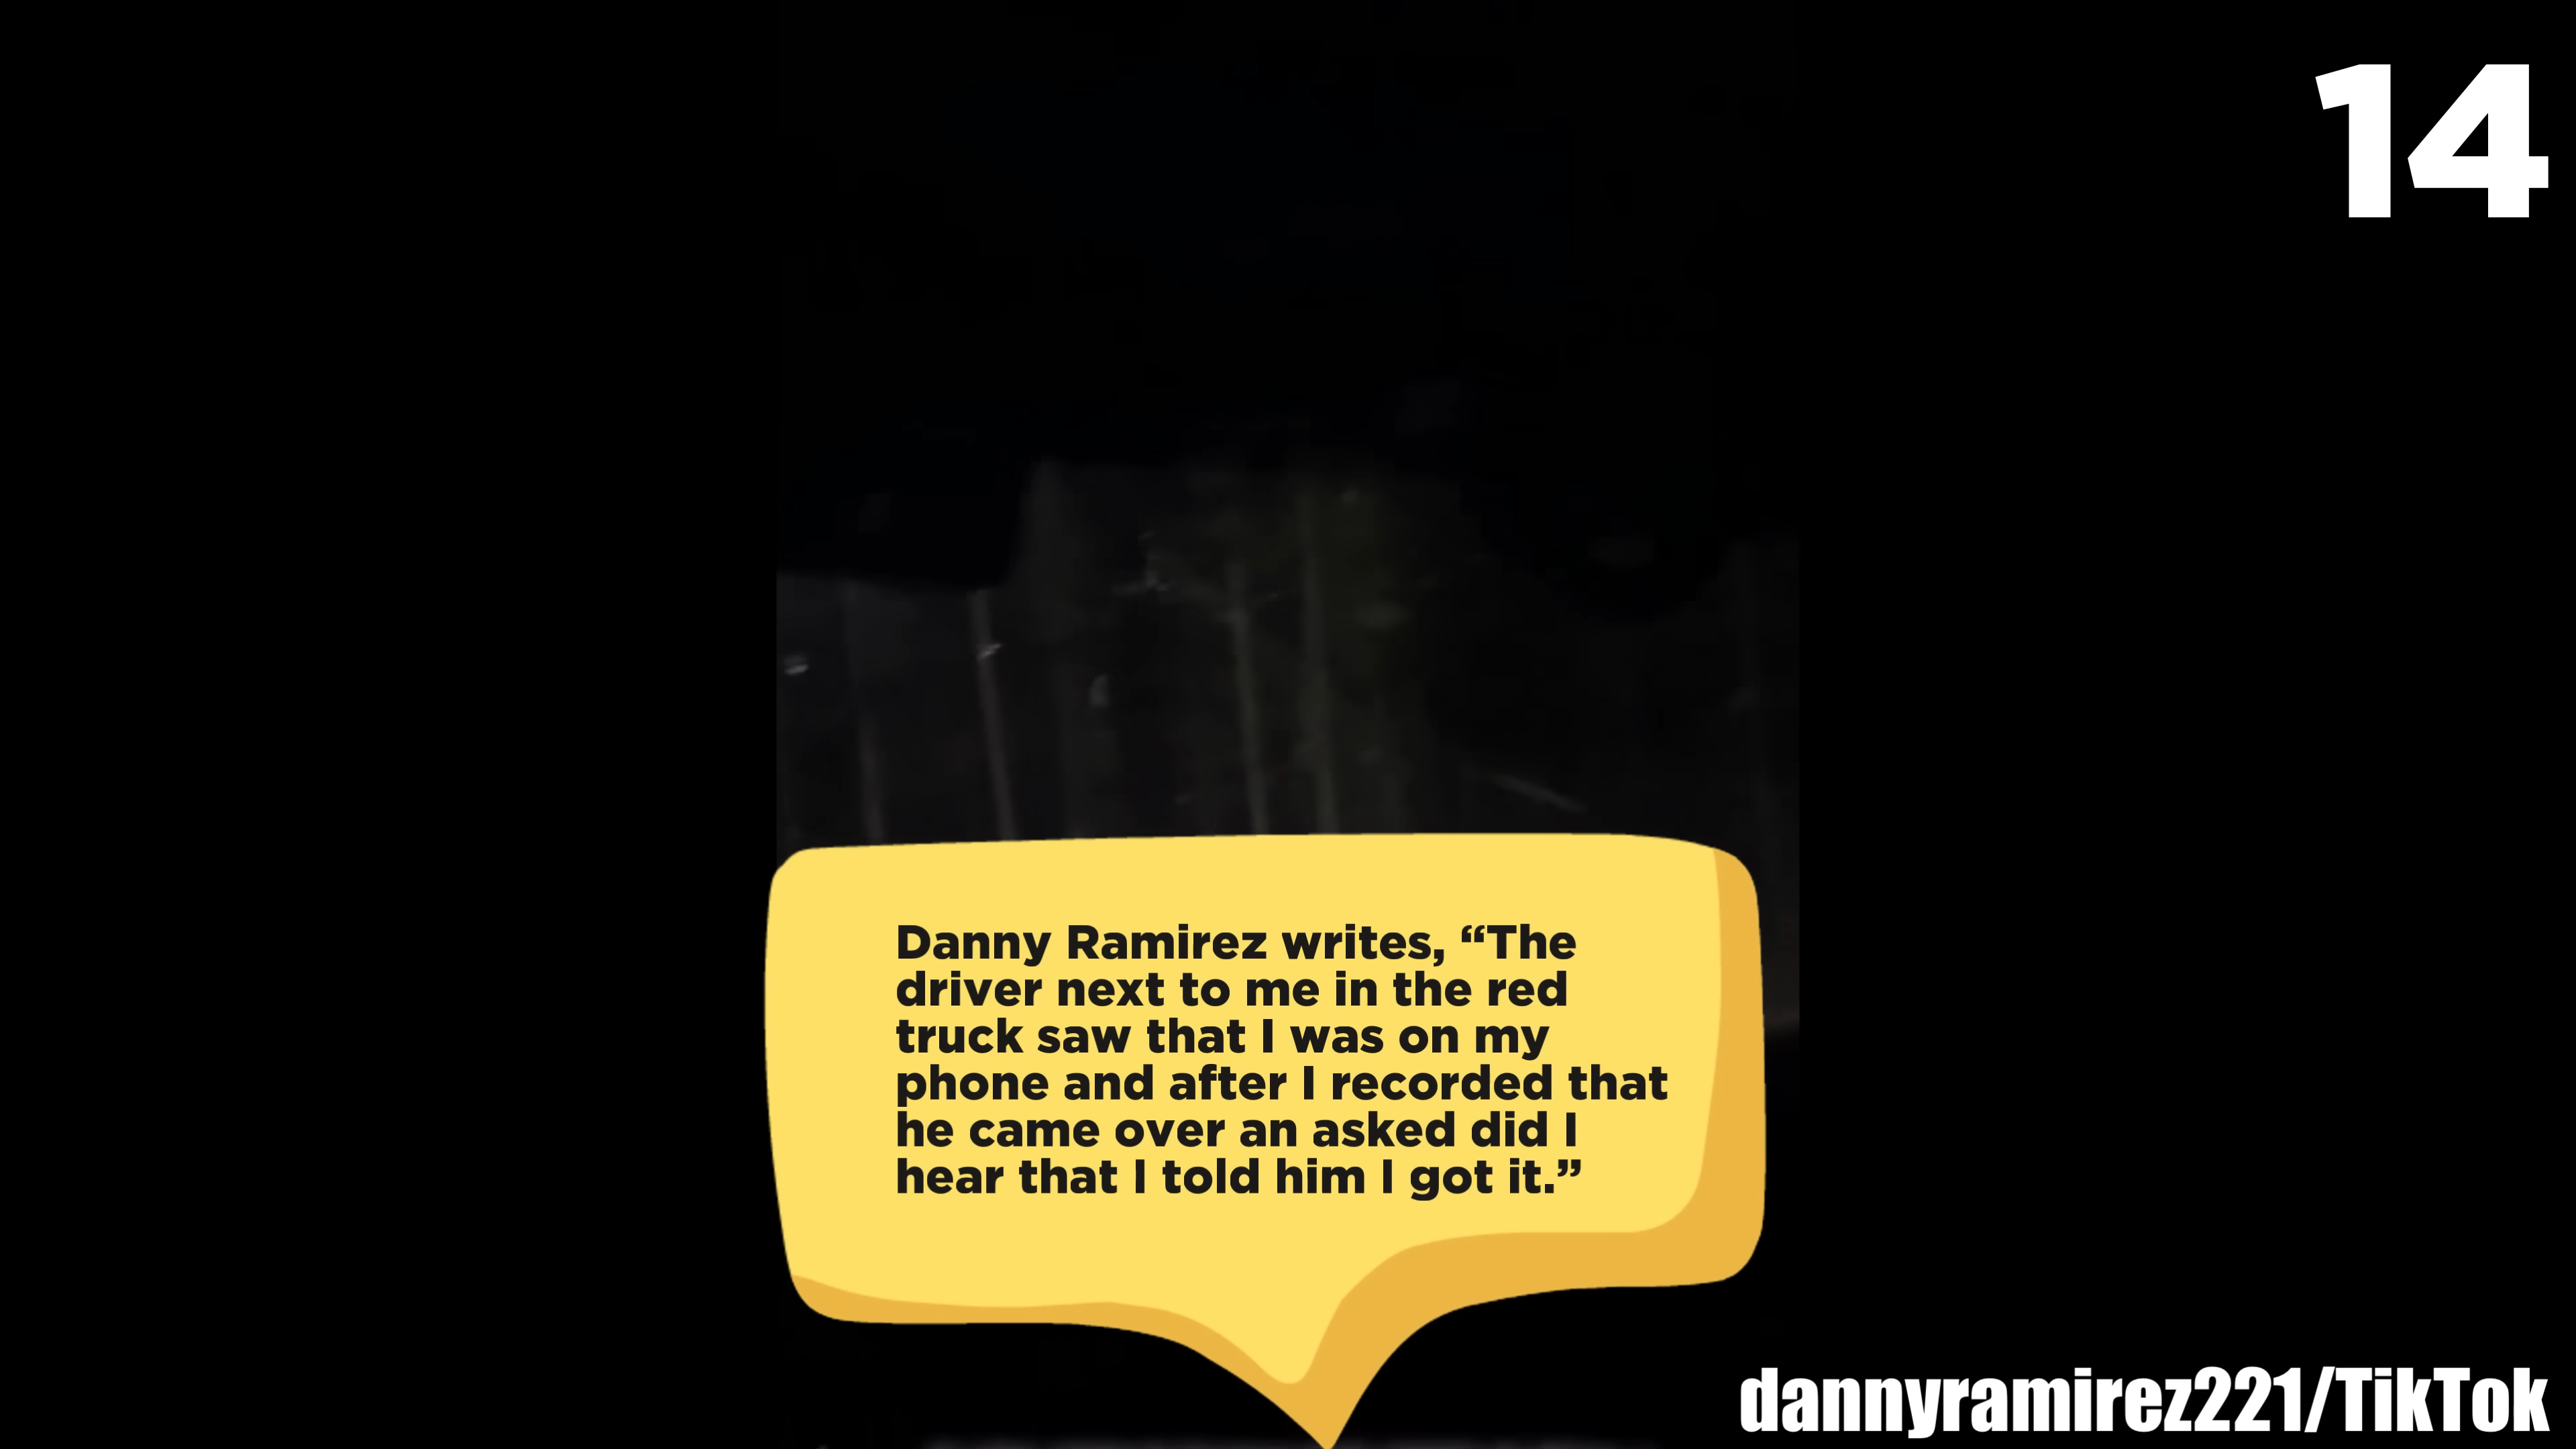 14
Danny Ramirez writes, “The
driver next to me in the red
truck saw that I was on my
phone and after I recorded that
he came over an asked did I
hear that I told him I got it.”
dannyramirez221/TikTok